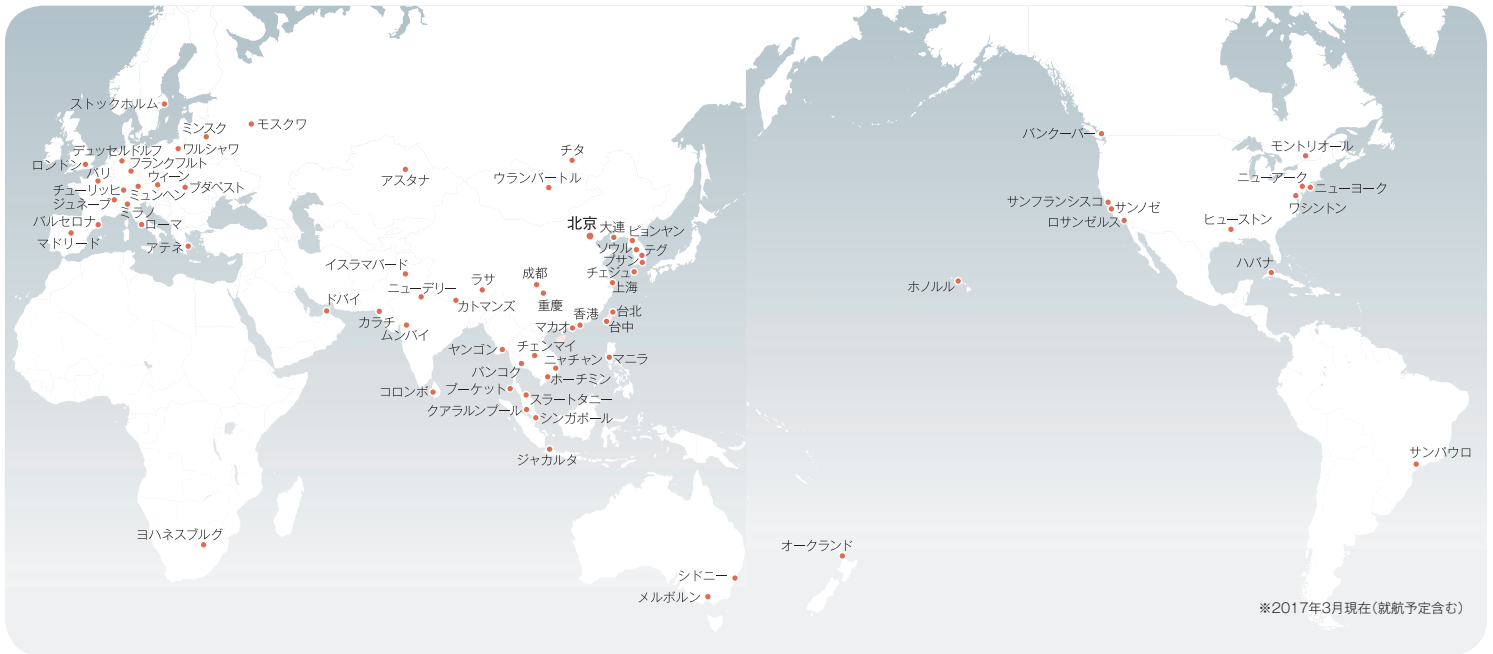 ストックホルム
モスクワ
ミンスク
デュッセルドルフ
ワルシャワ
ロンドン
フランクフルト
パリ
ウィーン
チューリッヒ
ミュンヘン
ブダペスト
ジュネーブ
ミラノ
バルセロナ
ローマ
マドリード
アテネ
アスタナ
チタ
ウランバートル
北京
大連
ピョンヤン
ソウル
テグ
プサン
チェジュ
上海
イスラマバード
ニューデリー
ラサ
成都
カトマンズ
重慶
ドバイ
カラチ
ムンバイ
香港
マカオ
台北
台中
ヤンゴン
チェンマイ
ニャチャン
マニラ
バンコク
ホーチミン
コロンボ
プーケット
スラートタニー
クアラルンプール
シンガポール
ジャカルタ
ヨハネスブルグ
シドニー
メルボルン
オークランド
バンクーバー
モントリオール
ニューアーク
ニューヨーク
ワシントン
サンフランシスコ
サンノゼ
ロサンゼルス
ヒューストン
ハバナ
ホノルル
サンパウロ
※2017年3月現在(就航予定含む)